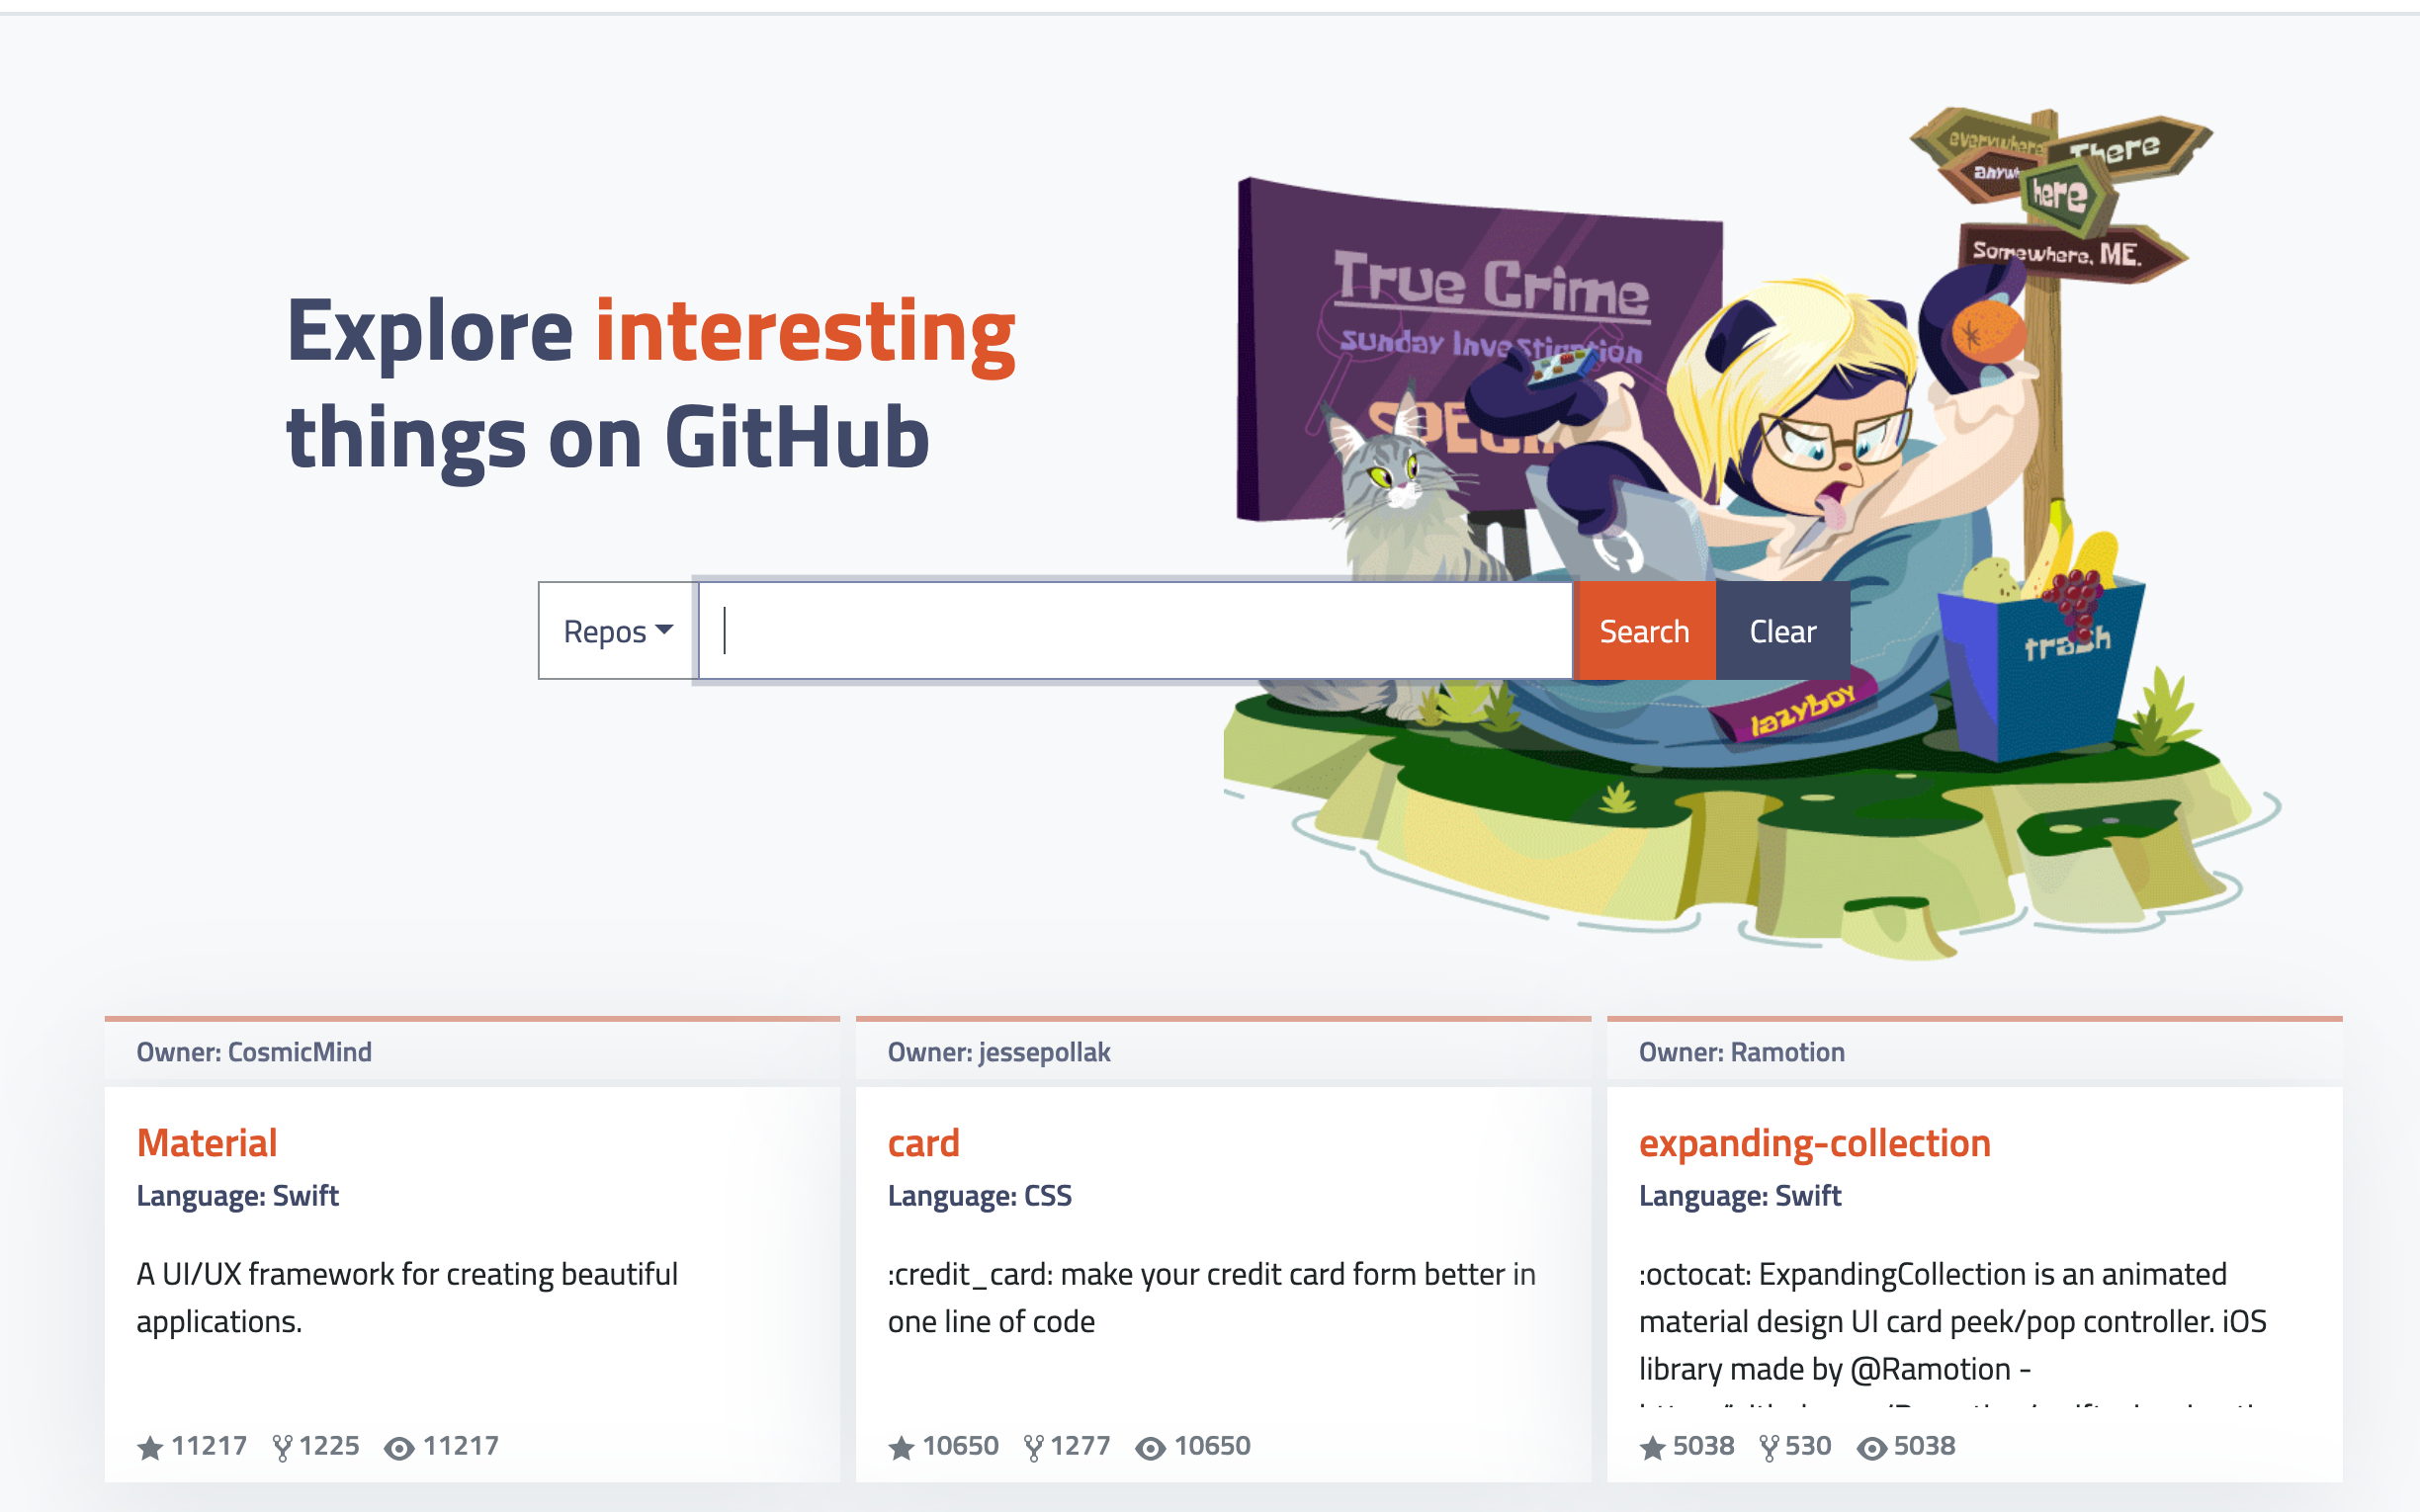 everywhere
There
here
Somewhere, ME.
True Crime
Sunday Investigation
Explore interesting
things on GitHub
Repos
Search
Clear
trash
lazyboy
Owner: CosmicMind
Material
Language: Swift
A UI/UX framework for creating beautiful
applications.
11217 1225 11217
Owner: jessepollak
card
Language: CSS
:credit_card: make your credit card form better in
one line of code
10650 1277 10650
Owner: Ramotion
expanding-collection
Language: Swift
:octocat: ExpandingCollection is an animated
material design UI card peek/pop controller. iOS
library made by @Ramotion -
5038 530 5038